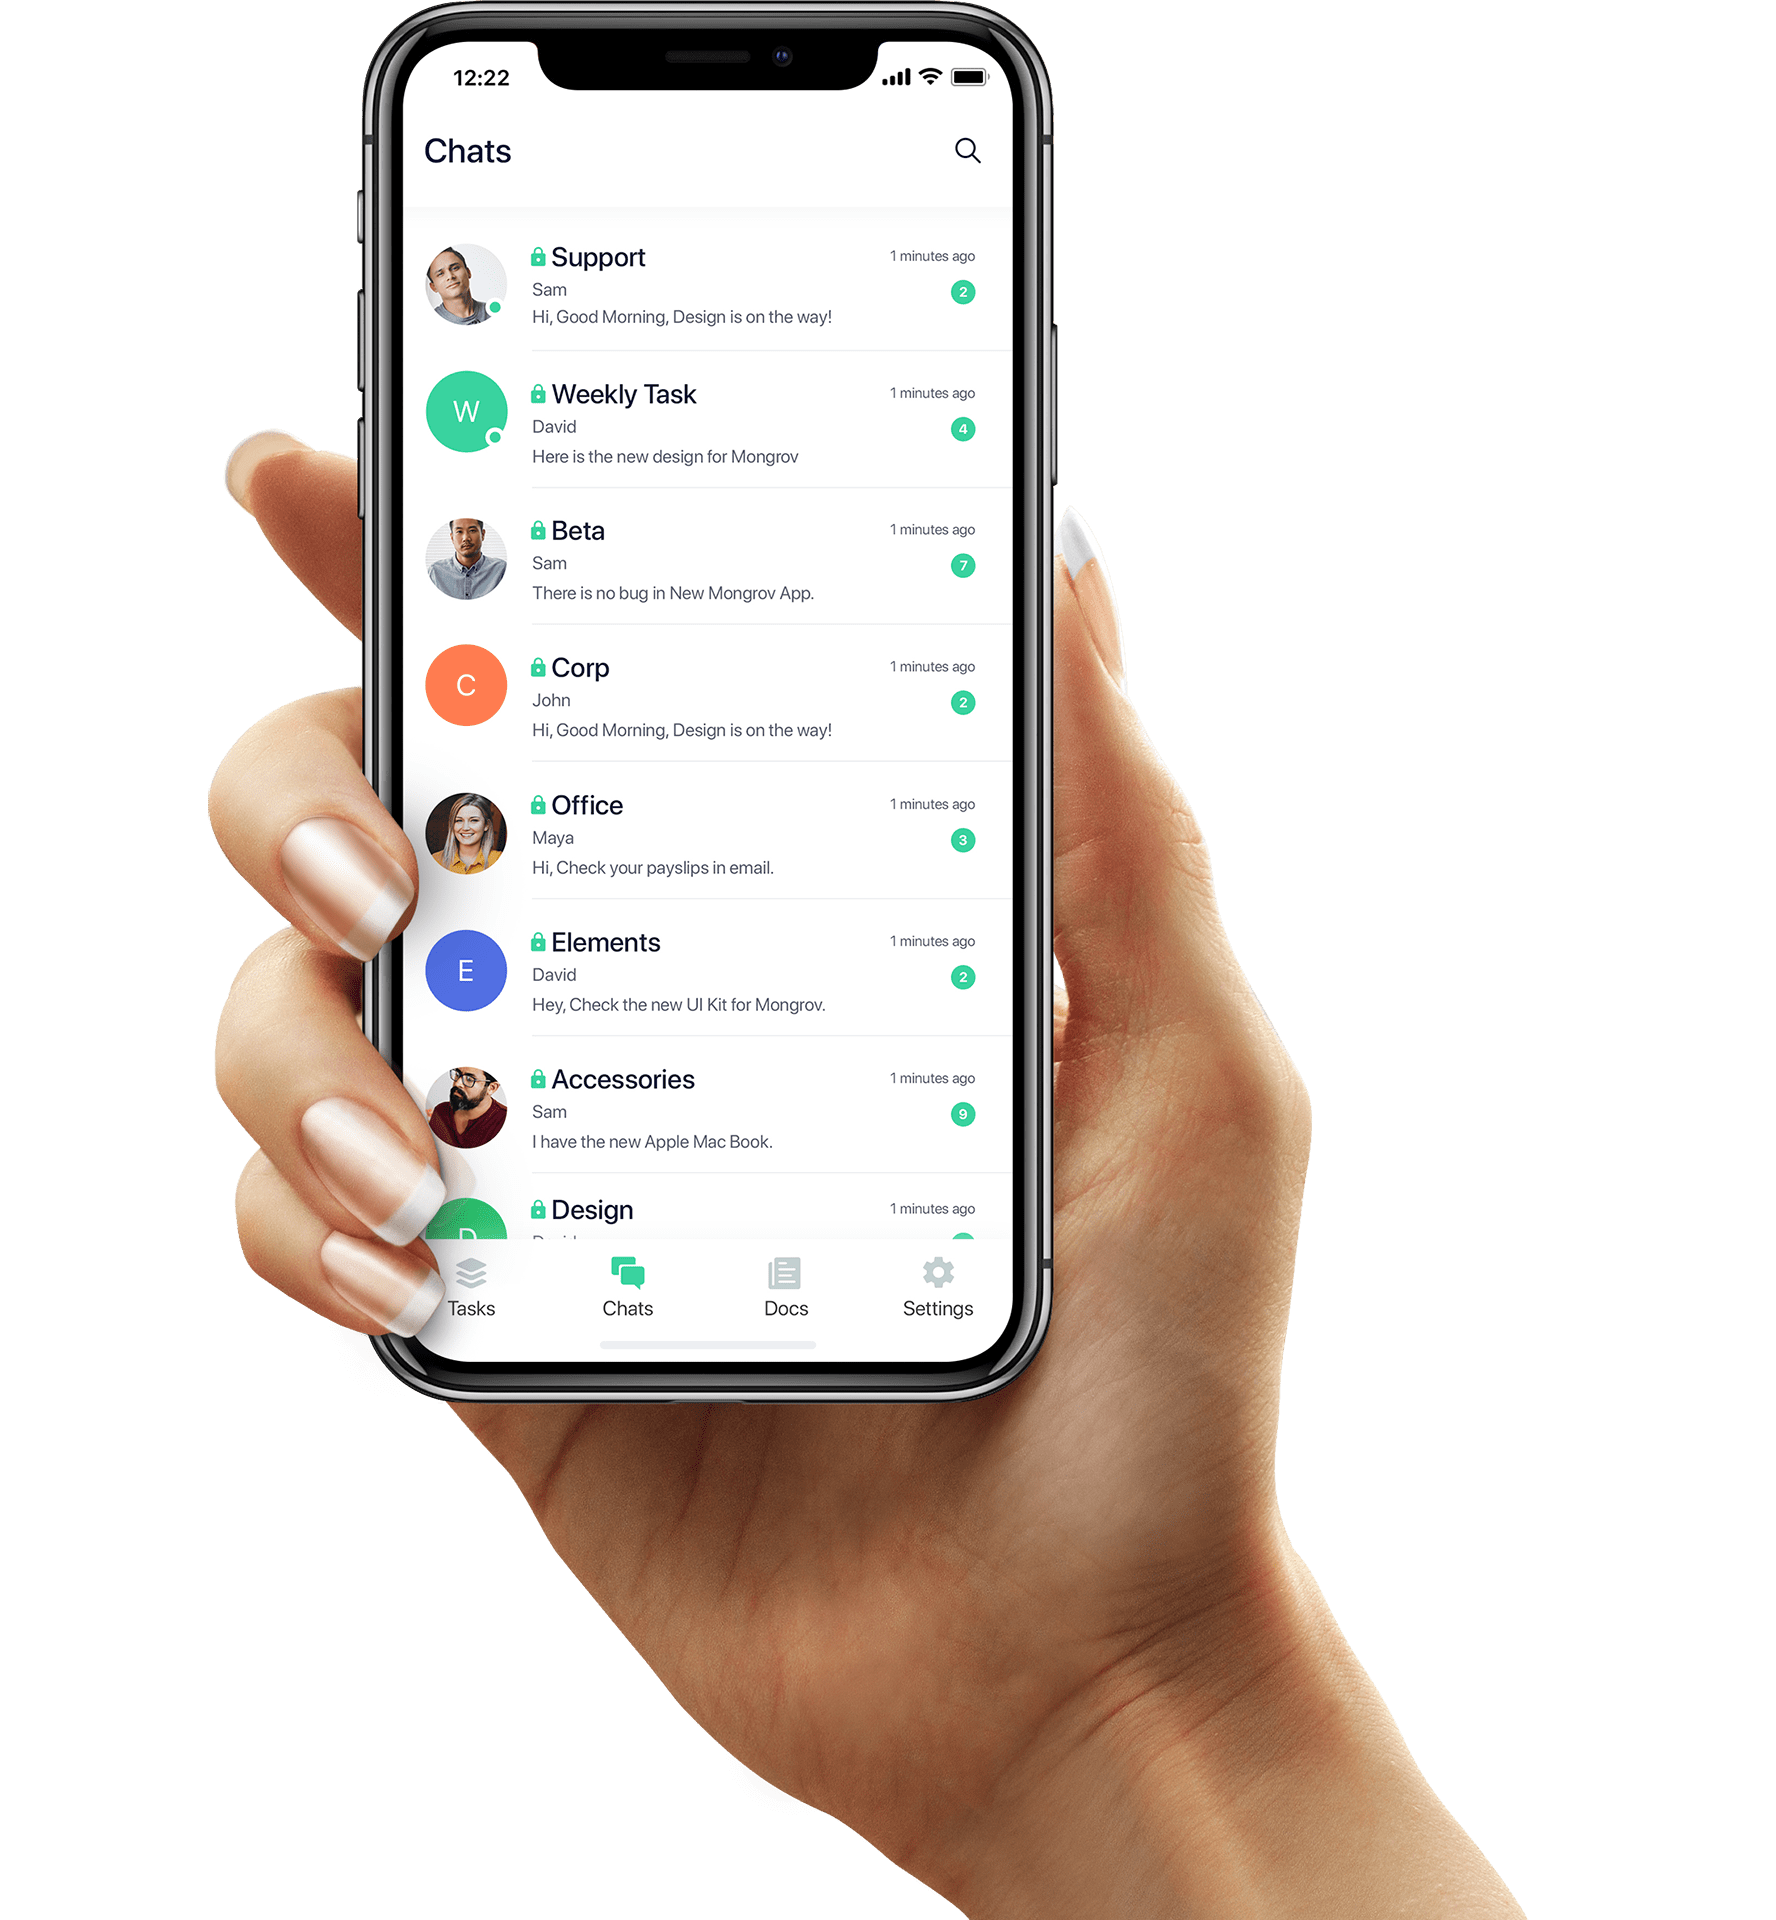 12:22
Chats
Support
1 minutes ago
Sam
2
Hi, Good Morning, Design is on the way!
W
Weekly Task
1 minutes ago
David
4
Here is the new design for Mongrov
Beta
1 minutes ago
Sam
7
There is no bug in New Mongrov App.
C
Corp
1 minutes ago
John
2
Hi, Good Morning, Design is on the way!
Office
1 minutes ago
Maya
3
Hi, Check your payslips in email.
E
Elements
1 minutes ago
David
2
Hey, Check the new UI Kit for Mongrov.
Accessories
1 minutes ago
Sam
9
I have the new Apple Mac Book.
D
Design
1 minutes ago
Tasks
Chats
Docs
Settings